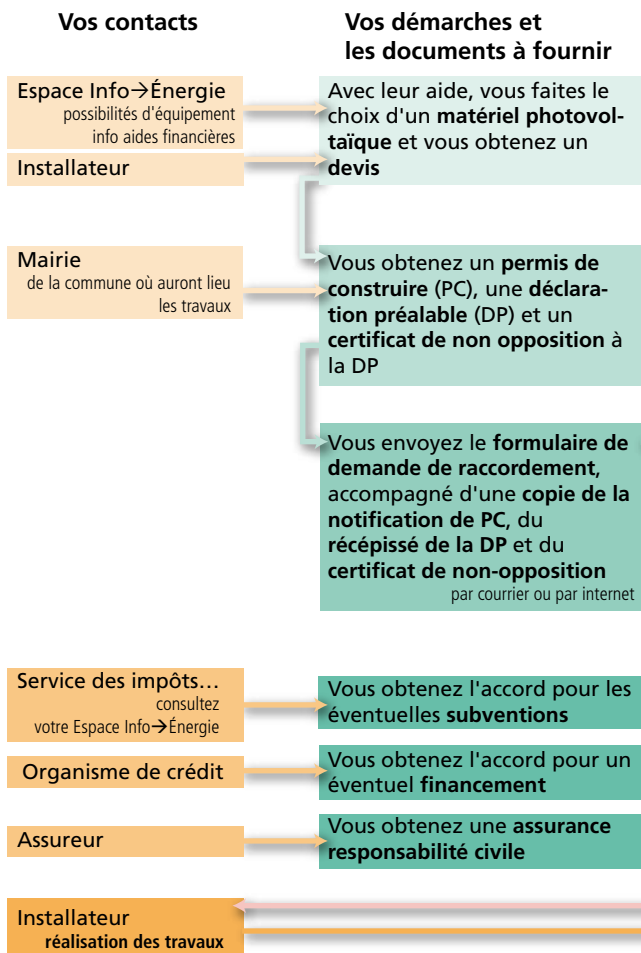 Vos contacts
Vos démarches et
les documents à fournir
Espace Info→Énergie
possibilités d'équipement
info aides financières
Installateur
Avec leur aide, vous faites le
choix d'un matériel photovol-
taïque et vous obtenez un
devis
Mairie
de la commune où auront lieu
les travaux
Vous obtenez un permis de
construire (PC), une déclara-
tion préalable (DP) et un
certificat de non opposition à
la DP
Vous envoyez le formulaire de
demande de raccordement,
accompagné d'une copie de la
notification de PC, du
récépissé de la DP et du
certificat de non-opposition
par courrier ou par internet
Service des impôts...
consultez
votre Espace Info→Énergie
Vous obtenez l'accord pour les
éventuelles subventions
Organisme de crédit
Vous obtenez l'accord pour un
éventuel financement
Assureur
Vous obtenez une assurance
responsabilité civile
Installateur
réalisation des travaux